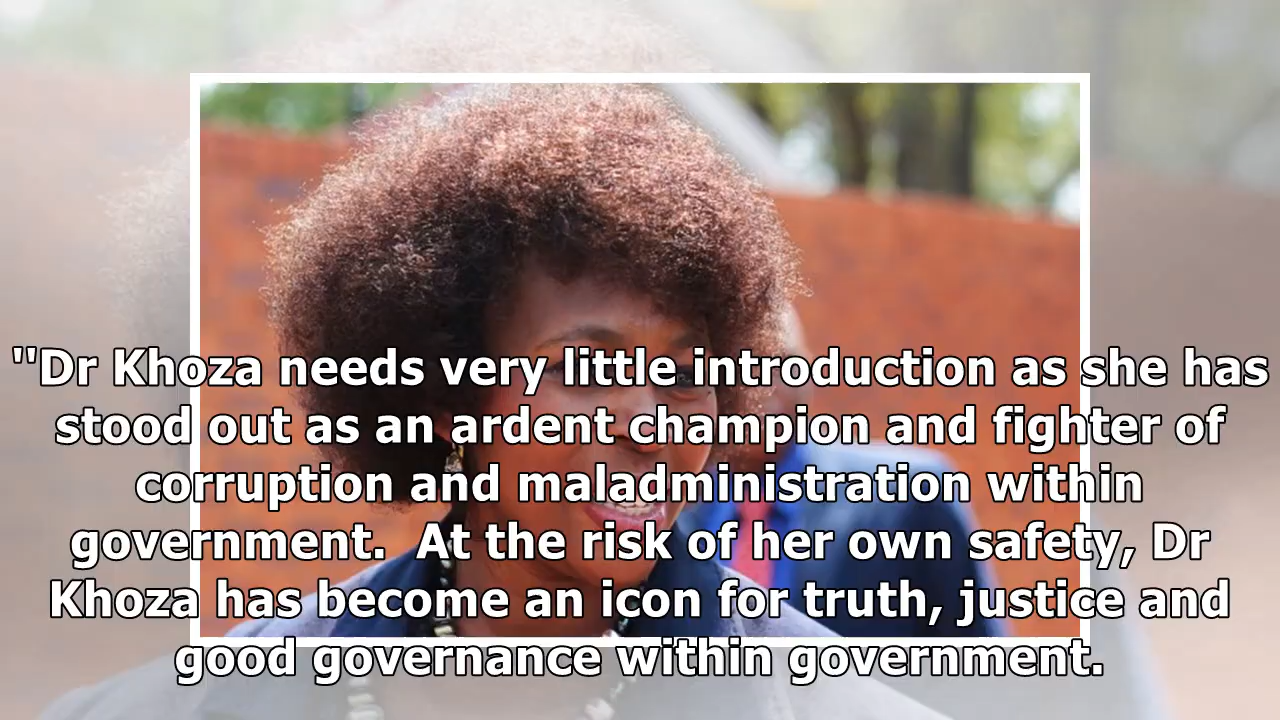 "Dr Khoza needs very little introduction as she has
stood out as an ardent champion and fighter of
corruption and maladministration within
government.  At the risk of her own safety, Dr
Khoza has become an icon for truth, justice and
good governance within government.